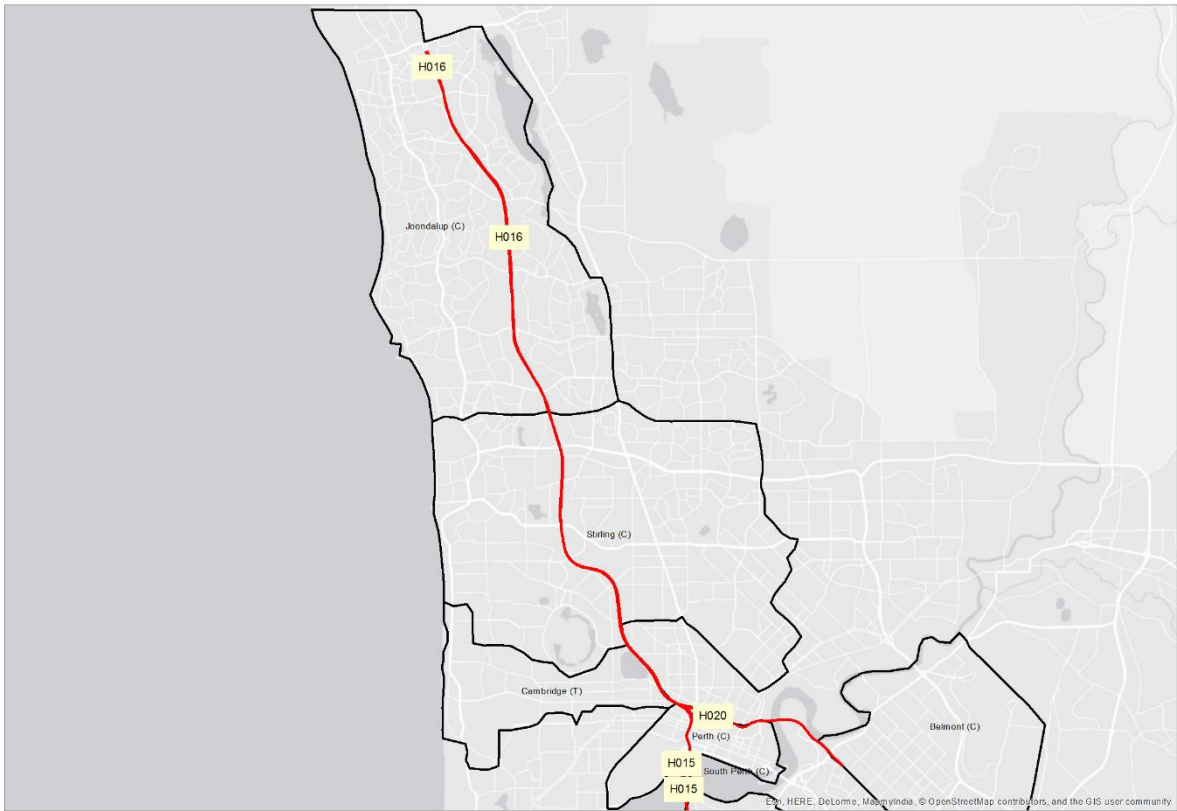 H016
Joondalup (C)
H016
Stirling (C)
Cambridge (T)
H020
Perth (C)
Belmont (C)
H015
South Perth (C)
H015
Esri, HERE, DeLorme, MapmyIndia, © OpenStreetMap contributors, and the GIS user community